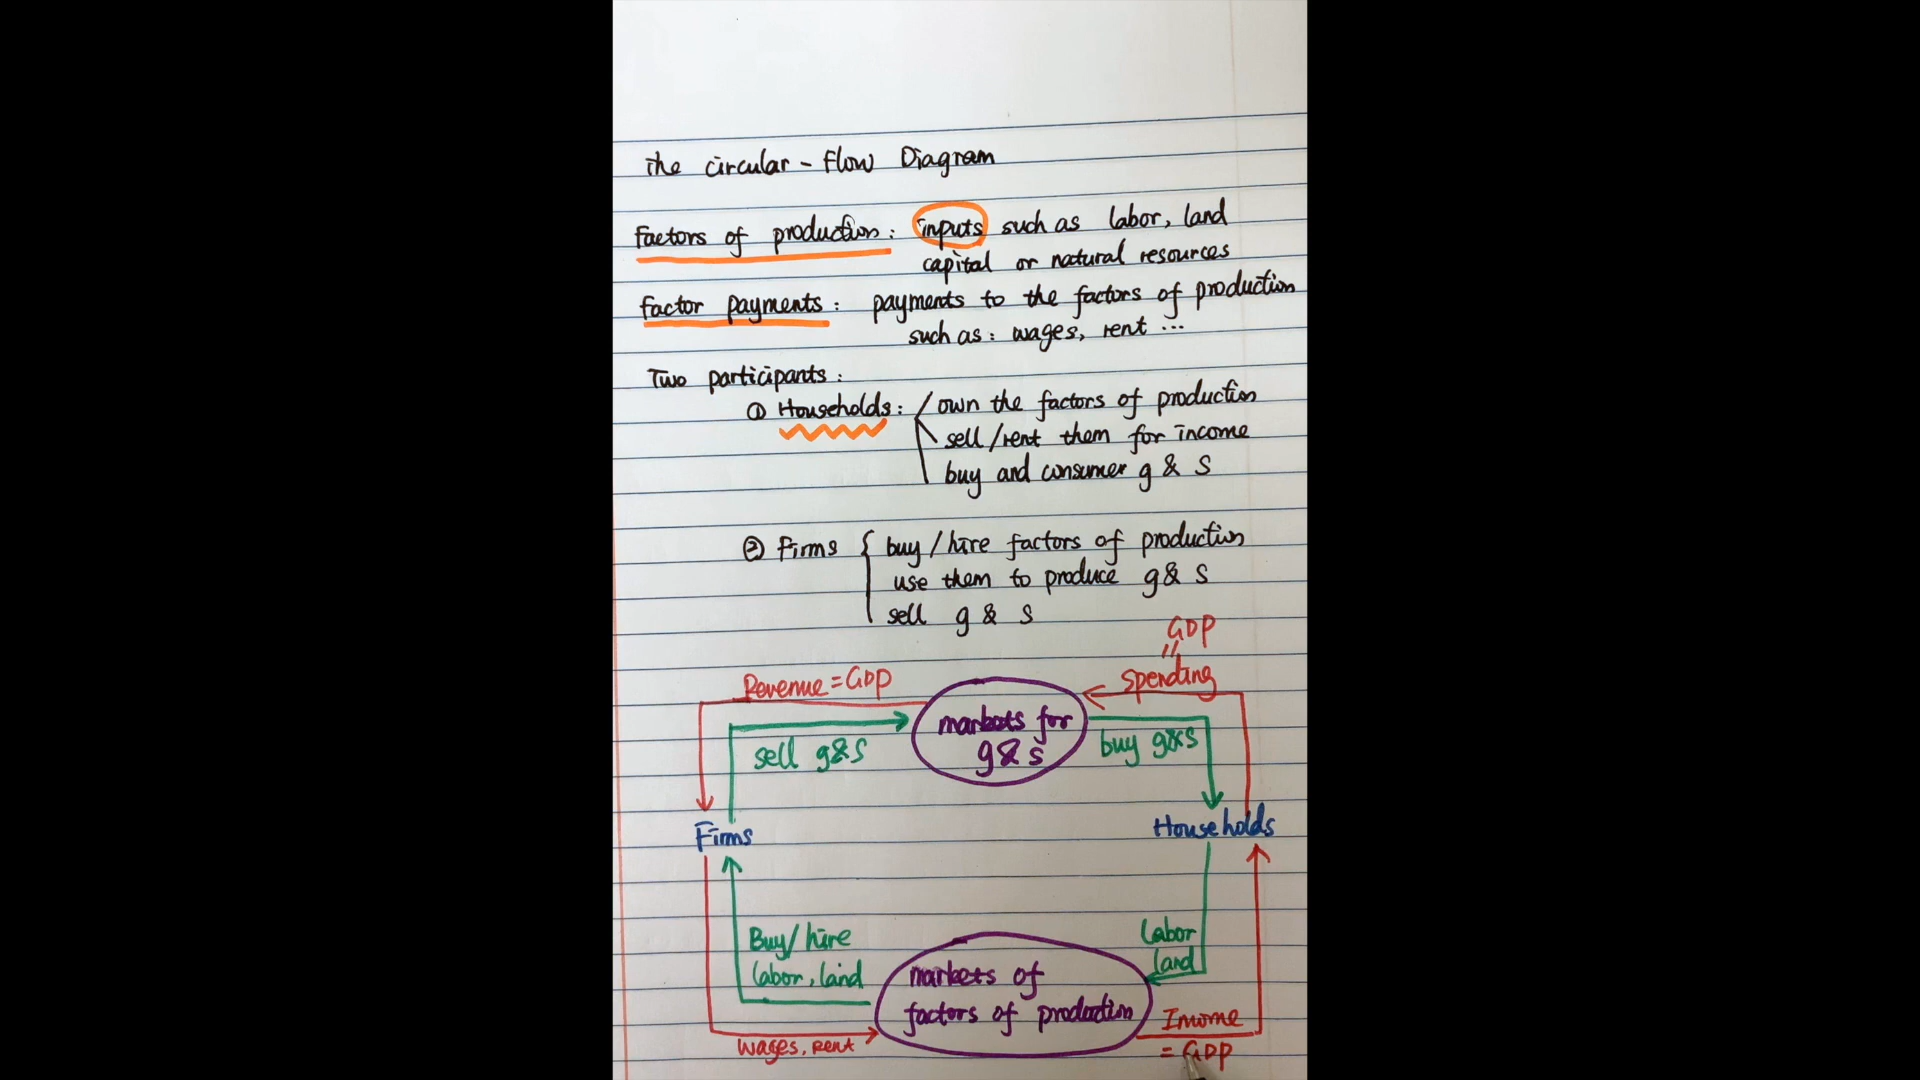 The Circular - Flow Diagram
Factors of production: inputs such as labor, land
capital or natural resources
Factor payments: payments to the factors of production
such as: wages, rent ...
Two participants:
① Households: own the factors of production
sell/rent them for income
buy and consumer g & s
② Firms buy/hire factors of production
use them to produce g & s
sell g & s
GDP
=
Revenue = GDP
spending
markets for
g & s
sell g&s
buy g&s
Firms
Households
Buy/hire
labor, land
Labor
land
markets of
factors of production
wages, rent
Income
= GDP